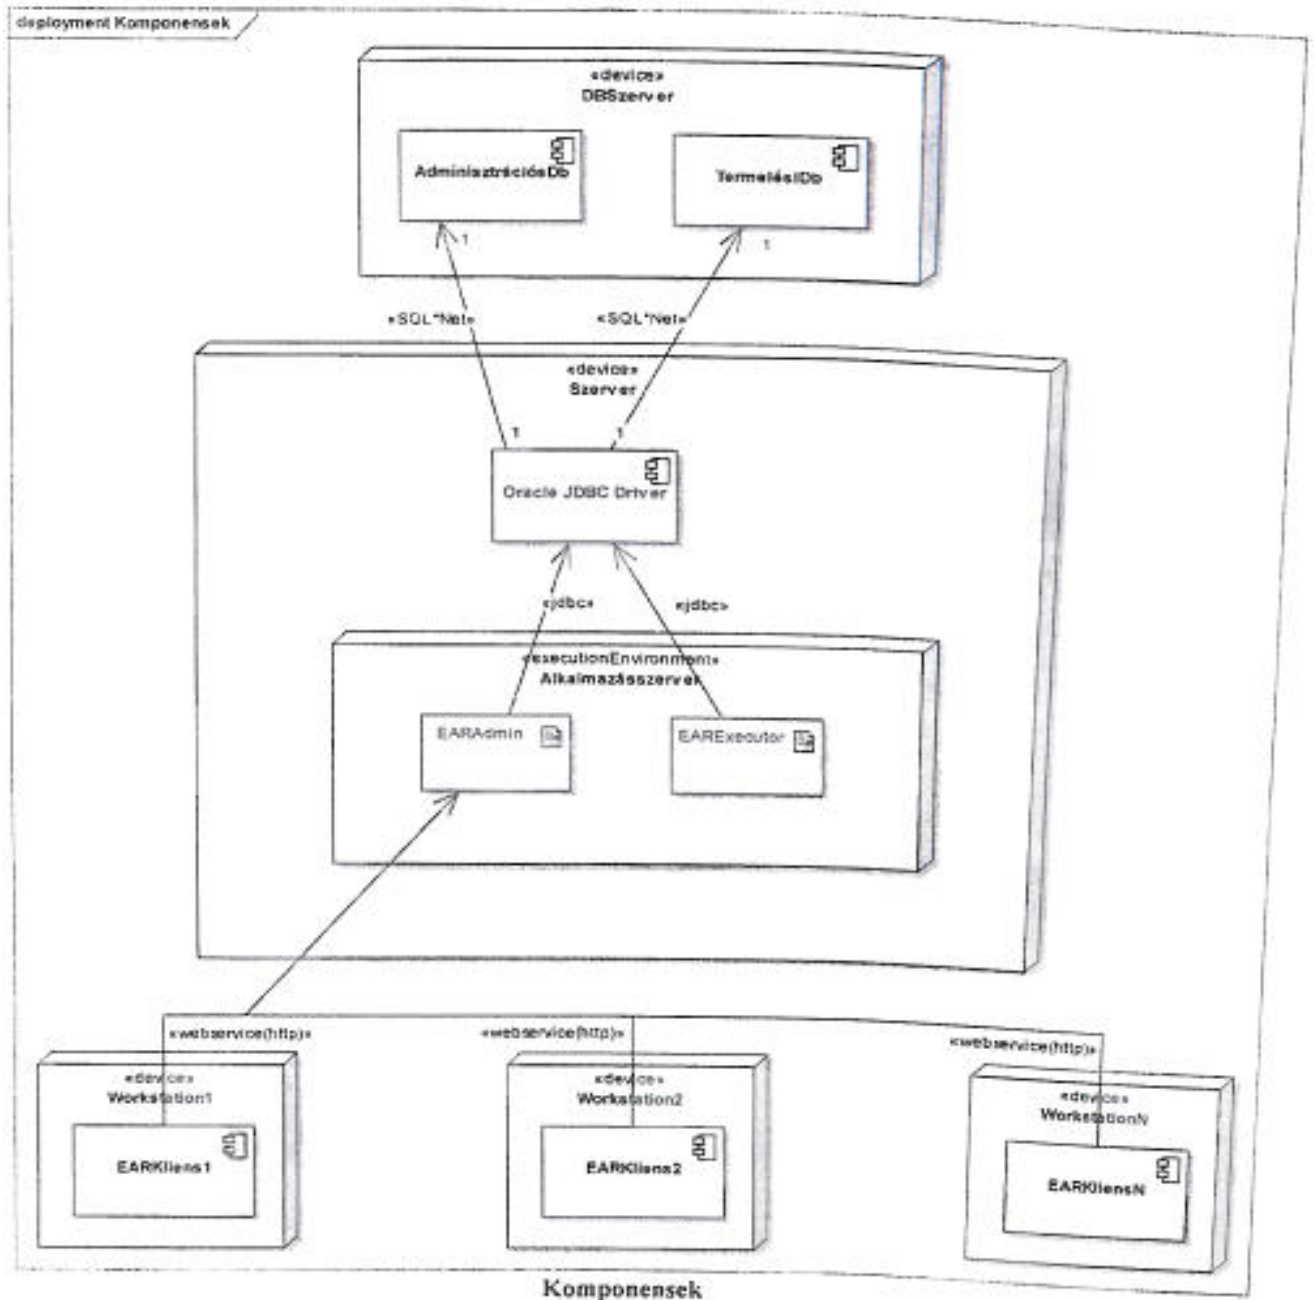 deployment Komponensek
«device»
DBSzerver
AdminisztrációsDb
TermelésiDb
1
1
«SQL*Net»
«SQL*Net»
«device»
Szerver
1
1
Oracle JDBC Driver
«jdbc»
«jdbc»
«executionEnvironment»
Alkalmazásszerver
EARAdmin
EARExecutor
«webservice(http)»
«webservice(http)»
«webservice(http)»
«device»
Workstation1
«device»
Workstation2
«device»
WorkstationN
EARKliens1
EARKliens2
EARKliensN
Komponensek